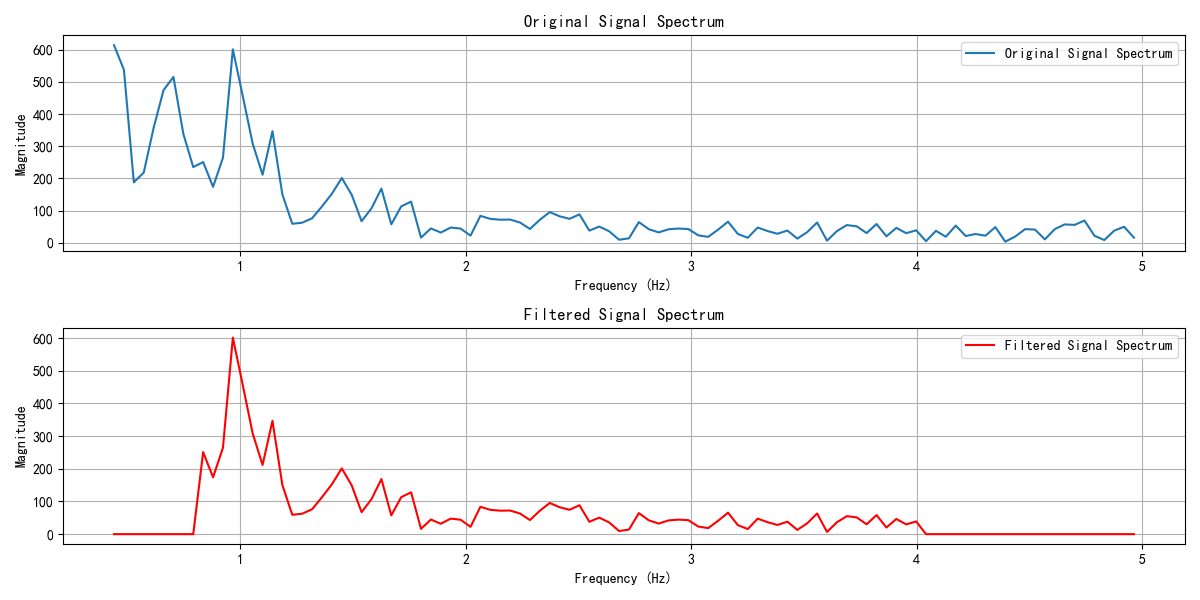 Original Signal Spectrum
Original Signal Spectrum
600
500
400
300
200
100
0
Magnitude
1 2 3 4 5
Frequency (Hz)
Filtered Signal Spectrum
Filtered Signal Spectrum
600
500
400
300
200
100
0
Magnitude
1 2 3 4 5
Frequency (Hz)